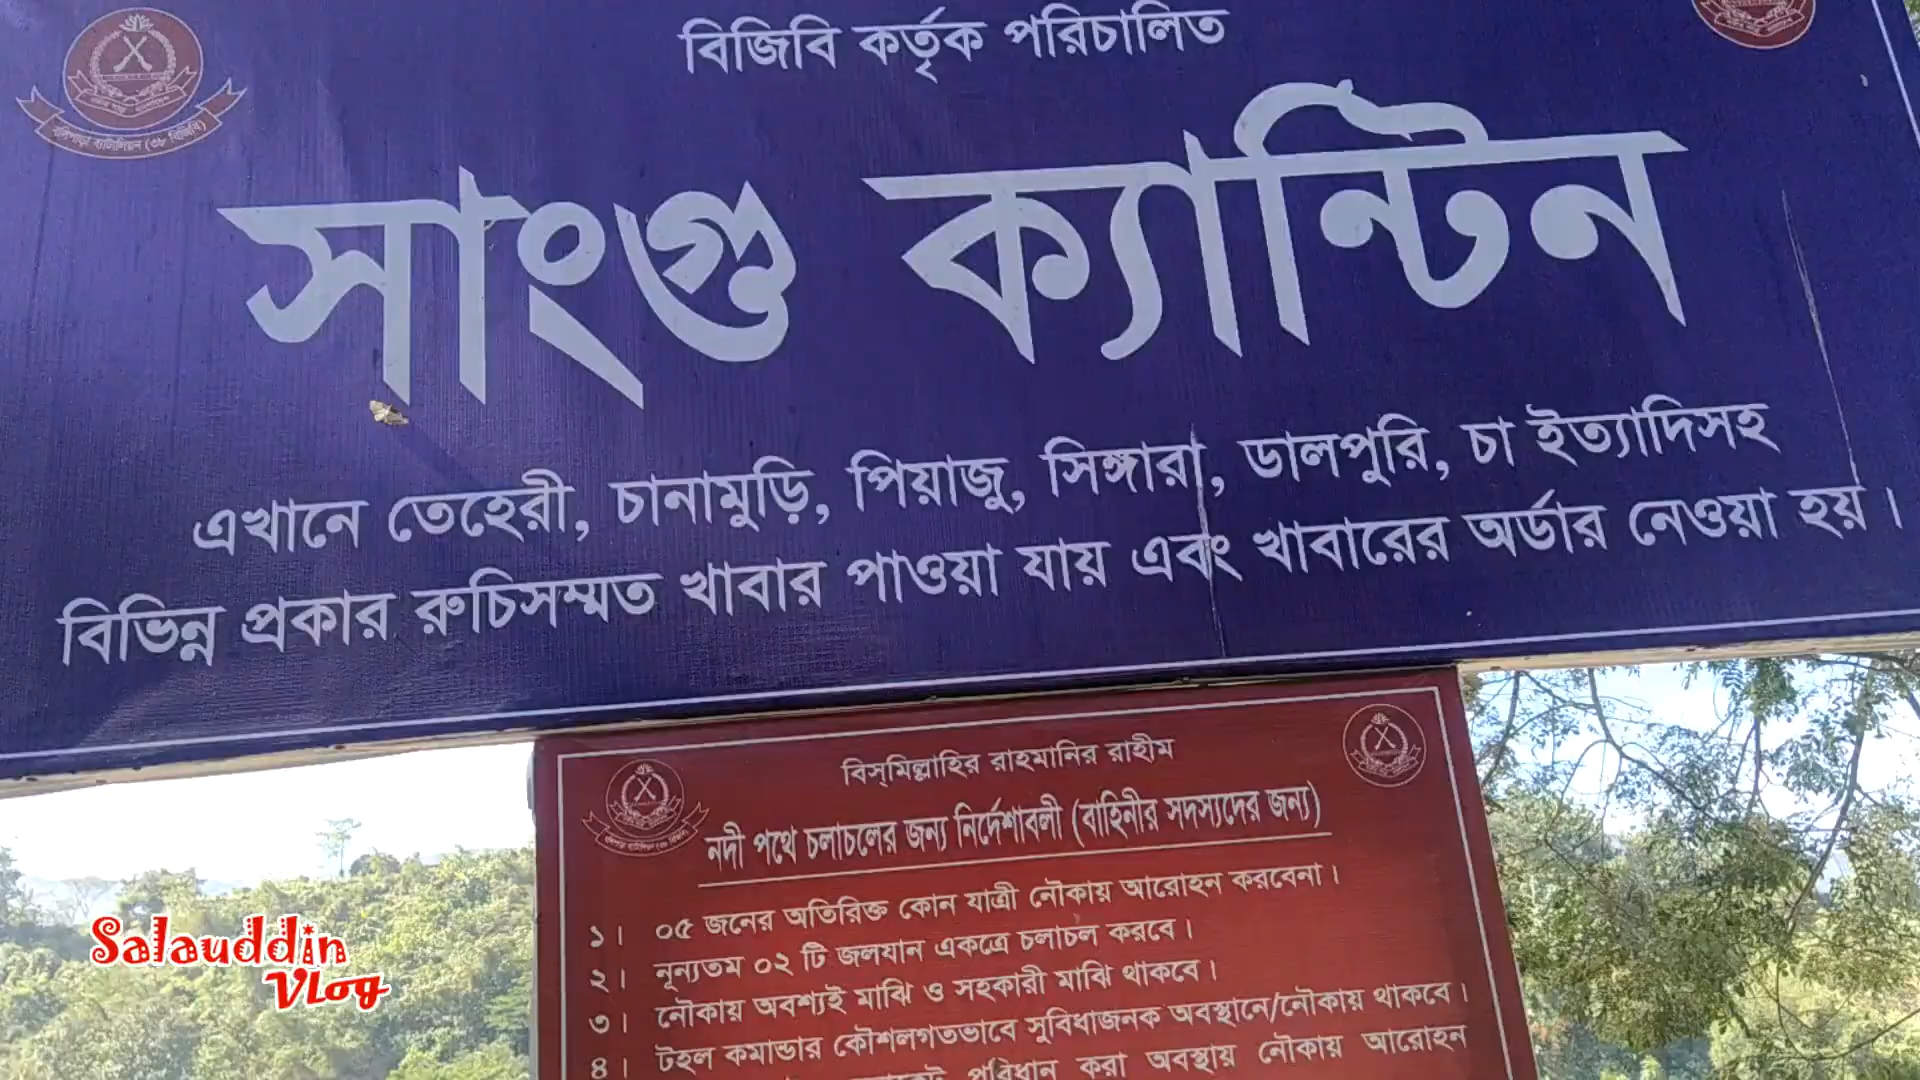 বিজিবি কর্তৃক পরিচালিত
সাংগু ক্যান্টিন
এখানে তেহেরী, চানামুড়ি, পিয়াজু, সিঙ্গারা, ডালপুরি, চা ইত্যাদিসহ
বিভিন্ন প্রকার রুচিসম্মত খাবার পাওয়া যায় এবং খাবারের অর্ডার নেওয়া হয়।
বিস্‌মিল্লাহির রাহমানির রাহীম
নদী পথে চলাচলের জন্য নির্দেশাবলী (বাহিনীর সদস্যদের জন্য)
১। ০৫ জনের অতিরিক্ত কোন যাত্রী নৌকায় আরোহন করবেনা।
২। নূন্যতম ০২ টি জলযান একত্রে চলাচল করবে।
৩। নৌকায় অবশ্যই মাঝি ও সহকারী মাঝি থাকবে।
৪। টহল কমান্ডার কৌশলগতভাবে সুবিধাজনক অবস্থানে/নৌকায় থাকবে।
পরিধান করা অবস্থায় নৌকায় আরোহন
Salauddin
Vlog